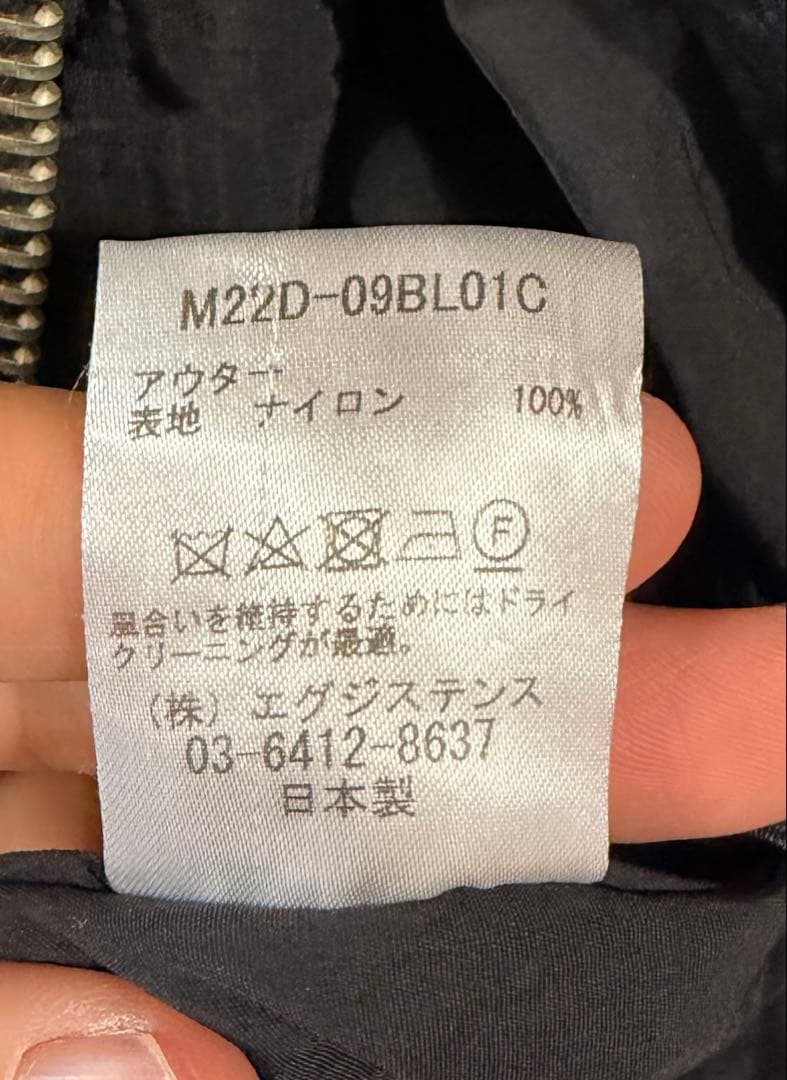 M22D-09BL01C
アウター
表地 ナイロン 100%
F
風合いを維持するためにはドライ
クリーニングが最適。
(株) エグジステンス
03-6412-8637
日本製